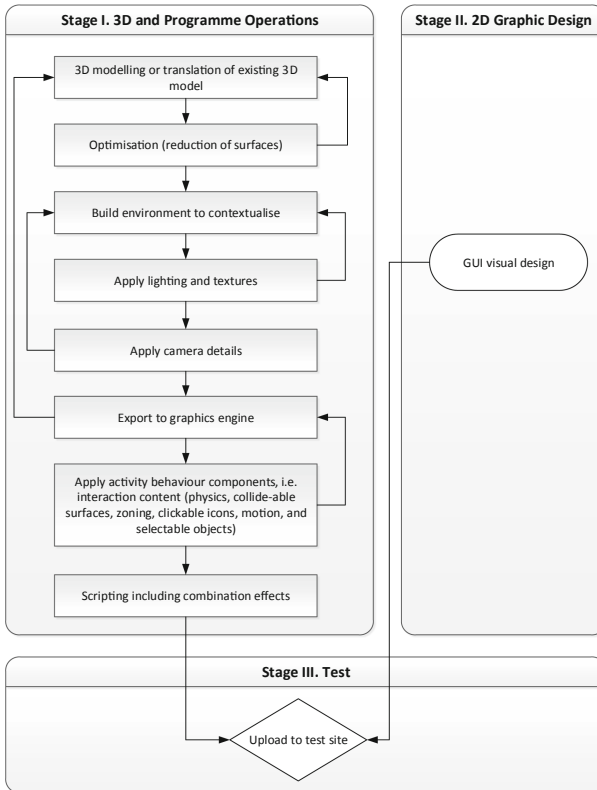 Stage I. 3D and Programme Operations
3D modelling or translation of existing 3D
model
Optimisation (reduction of surfaces)
Build environment to contextualise
Apply lighting and textures
Apply camera details
Export to graphics engine
Apply activity behaviour components, i.e.
interaction content (physics, collide-able
surfaces, zoning, clickable icons, motion, and
selectable objects)
Scripting including combination effects
Stage II. 2D Graphic Design
GUI visual design
Stage III. Test
Upload to test site